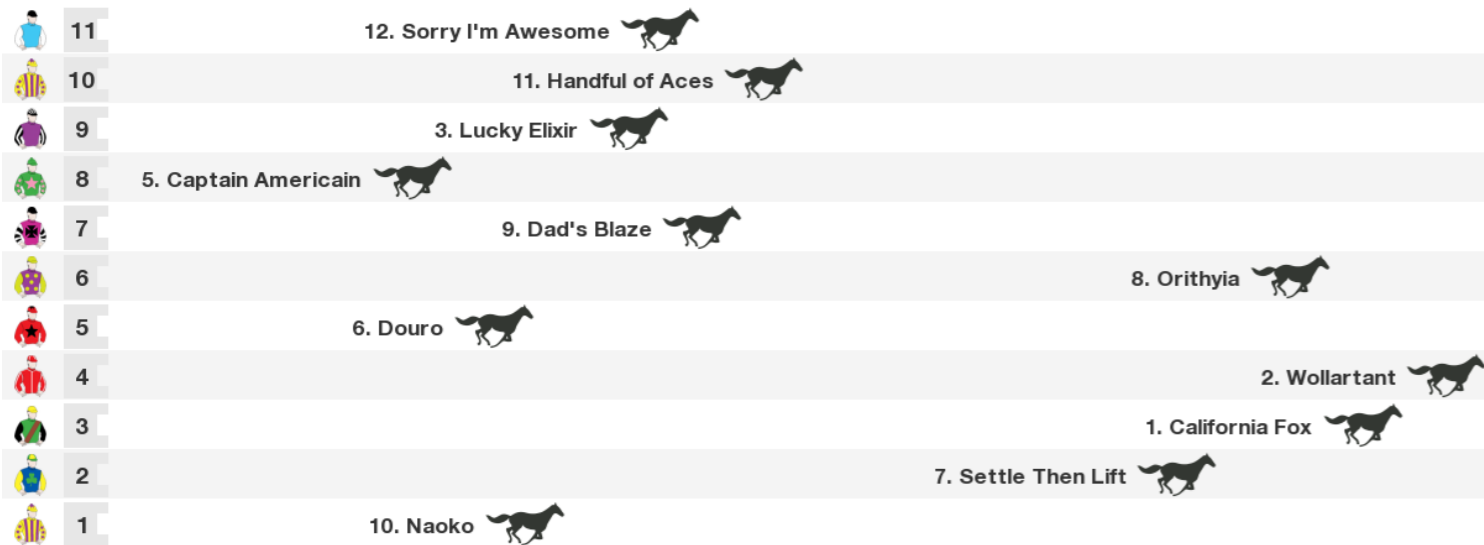 11 12. Sorry I'm Awesome
10 11. Handful of Aces
9 3. Lucky Elixir
8 5. Captain Americain
7 9. Dad's Blaze
6 8. Orithyia
5 6. Douro
4 2. Wollartant
3 1. California Fox
2 7. Settle Then Lift
1 10. Naoko